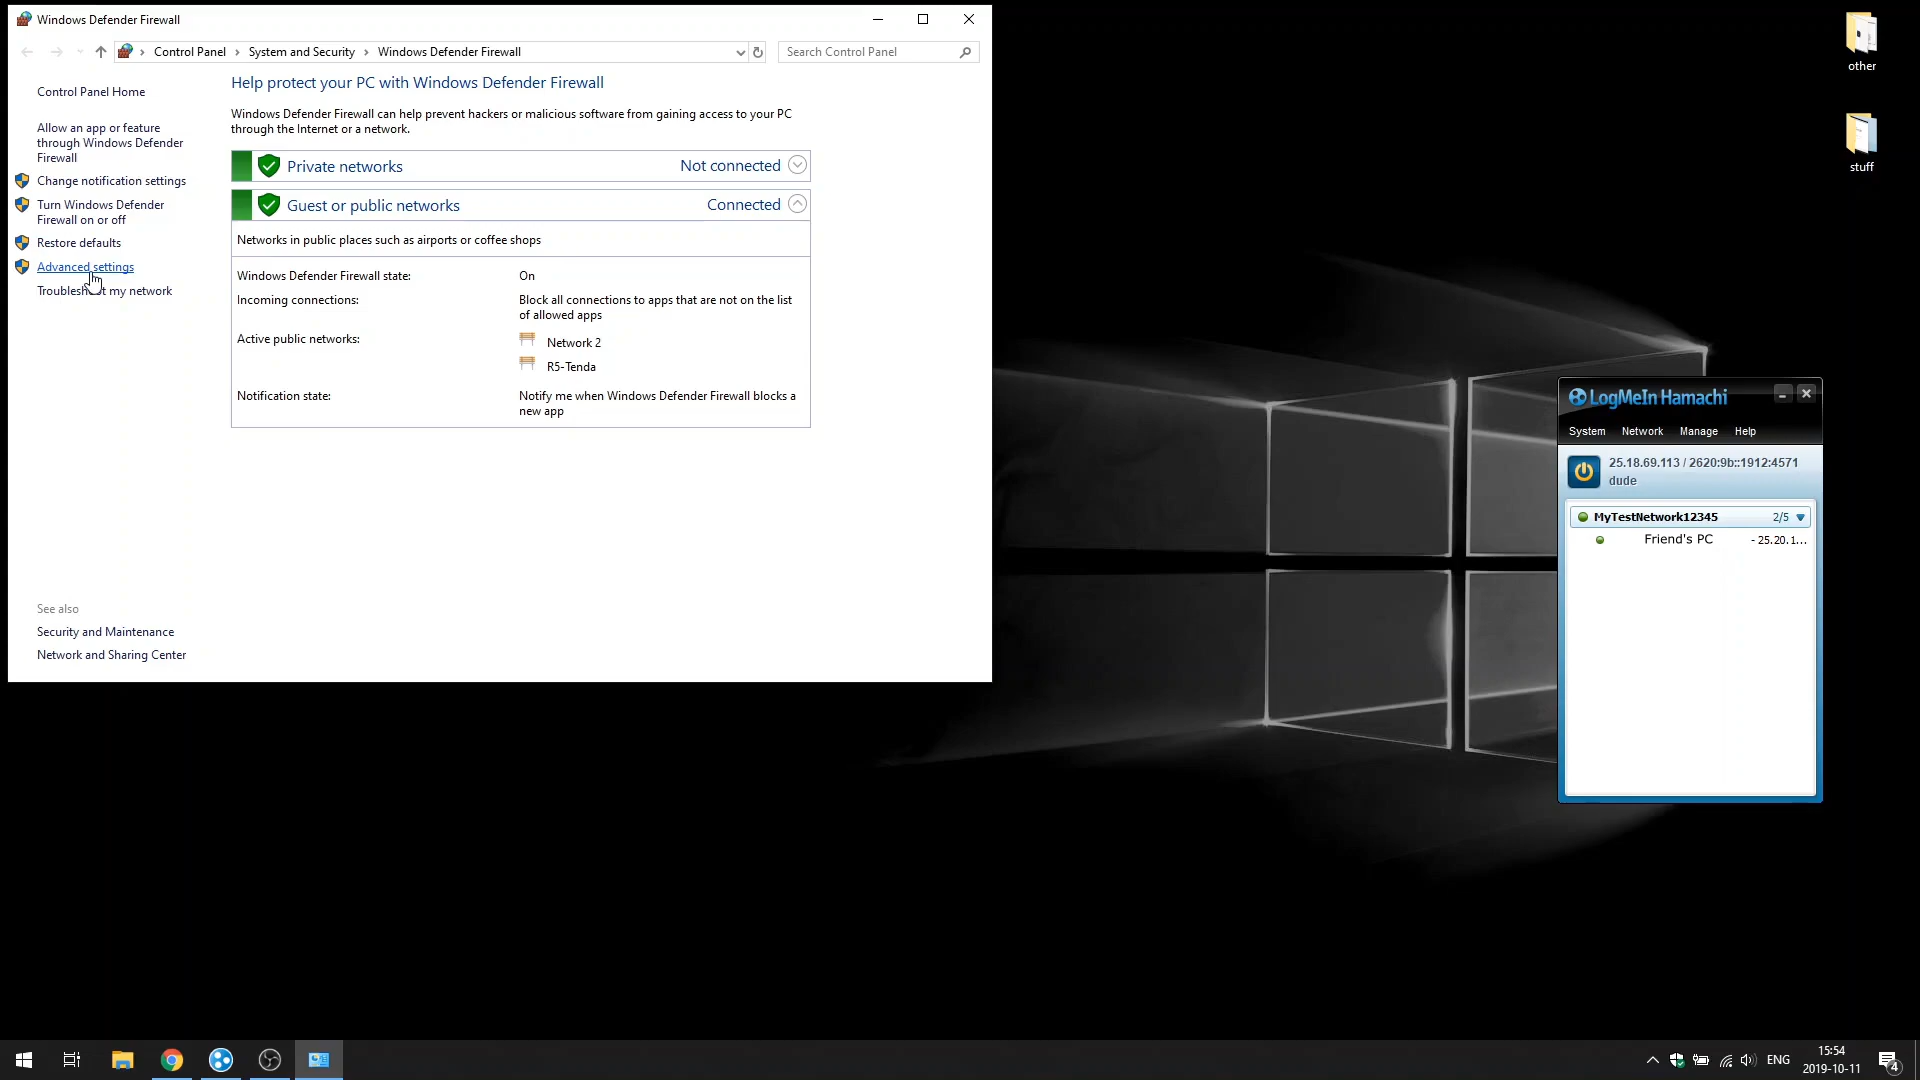 Windows Defender Firewall
Control Panel › System and Security › Windows Defender Firewall
Search Control Panel
Control Panel Home
Allow an app or feature
through Windows Defender
Firewall
Change notification settings
Turn Windows Defender
Firewall on or off
Restore defaults
Advanced settings
Troubleshoot my network
See also
Security and Maintenance
Network and Sharing Center
Help protect your PC with Windows Defender Firewall
Windows Defender Firewall can help prevent hackers or malicious software from gaining access to your PC
through the Internet or a network.
Private networks Not connected
Guest or public networks Connected
Networks in public places such as airports or coffee shops
Windows Defender Firewall state: On
Incoming connections: Block all connections to apps that are not on the list
of allowed apps
Active public networks: Network 2
R5-Tenda
Notification state: Notify me when Windows Defender Firewall blocks a
new app
other
stuff
LogMeIn Hamachi
System Network Manage Help
25.18.69.113 / 2620:9b::1912:4571
dude
MyTestNetwork12345 2/5
Friend's PC - 25.20.1...
ENG
15:54
2019-10-11
4